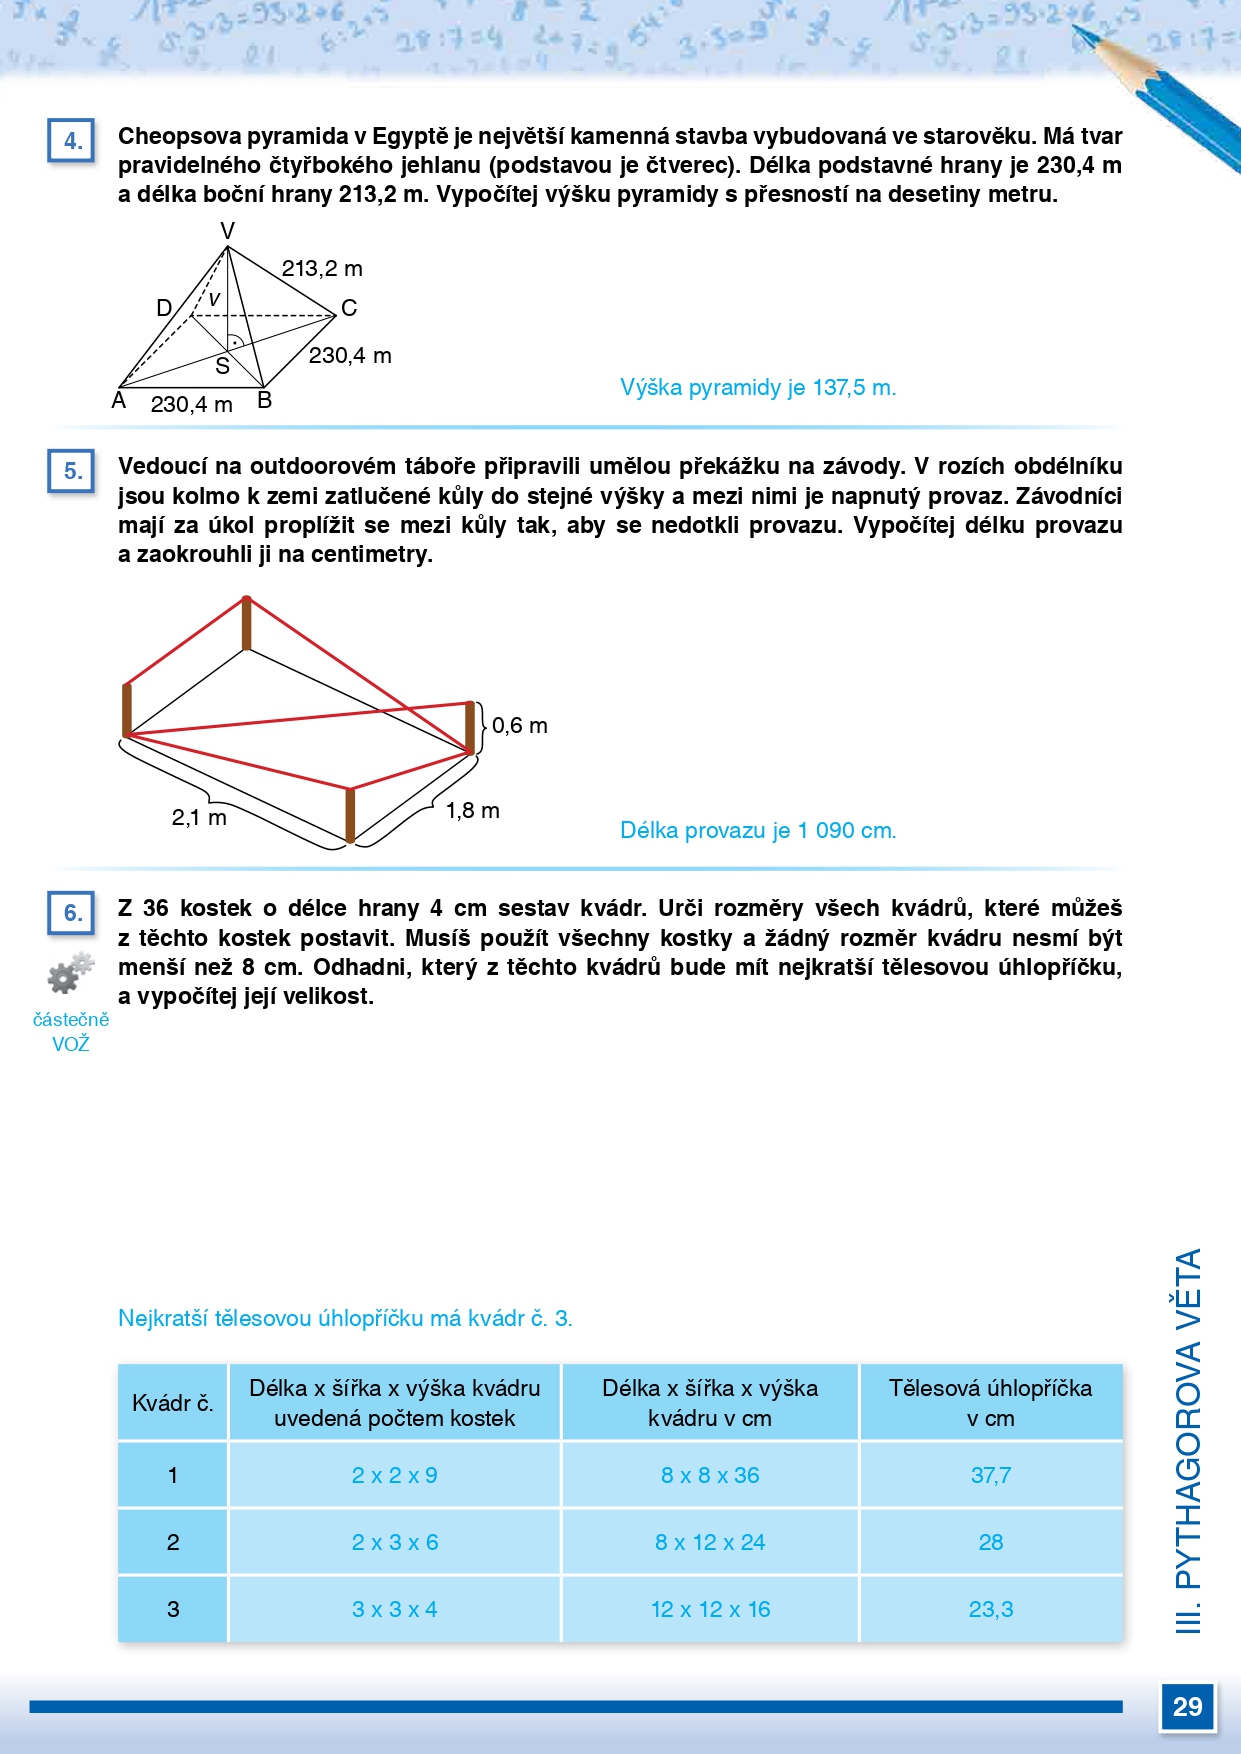 4.
Cheopsova pyramida v Egyptě je největší kamenná stavba vybudovaná ve starověku. Má tvar
pravidelného čtyřbokého jehlanu (podstavou je čtverec). Délka podstavné hrany je 230,4 m
a délka boční hrany 213,2 m. Vypočítej výšku pyramidy s přesností na desetiny metru.
V
213,2 m
D
v
C
S
230,4 m
A
230,4 m
B
Výška pyramidy je 137,5 m.
5.
Vedoucí na outdoorovém táboře připravili umělou překážku na závody. V rozích obdélníku
jsou kolmo k zemi zatlučené kůly do stejné výšky a mezi nimi je napnutý provaz. Závodníci
mají za úkol proplížit se mezi kůly tak, aby se nedotkli provazu. Vypočítej délku provazu
a zaokrouhli ji na centimetry.
0,6 m
2,1 m
1,8 m
Délka provazu je 1 090 cm.
6.
Z 36 kostek o délce hrany 4 cm sestav kvádr. Urči rozměry všech kvádrů, které můžeš
z těchto kostek postavit. Musíš použít všechny kostky a žádný rozměr kvádru nesmí být
menší než 8 cm. Odhadni, který z těchto kvádrů bude mít nejkratší tělesovou úhlopříčku,
a vypočítej její velikost.
částečně
VOŽ
Nejkratší tělesovou úhlopříčku má kvádr č. 3.
Kvádr č.
Délka x šířka x výška kvádru
uvedená počtem kostek
Délka x šířka x výška
kvádru v cm
Tělesová úhlopříčka
v cm
1
2 x 2 x 9
8 x 8 x 36
37,7
2
2 x 3 x 6
8 x 12 x 24
28
3
3 x 3 x 4
12 x 12 x 16
23,3
III. PYTHAGOROVA VĚTA
29